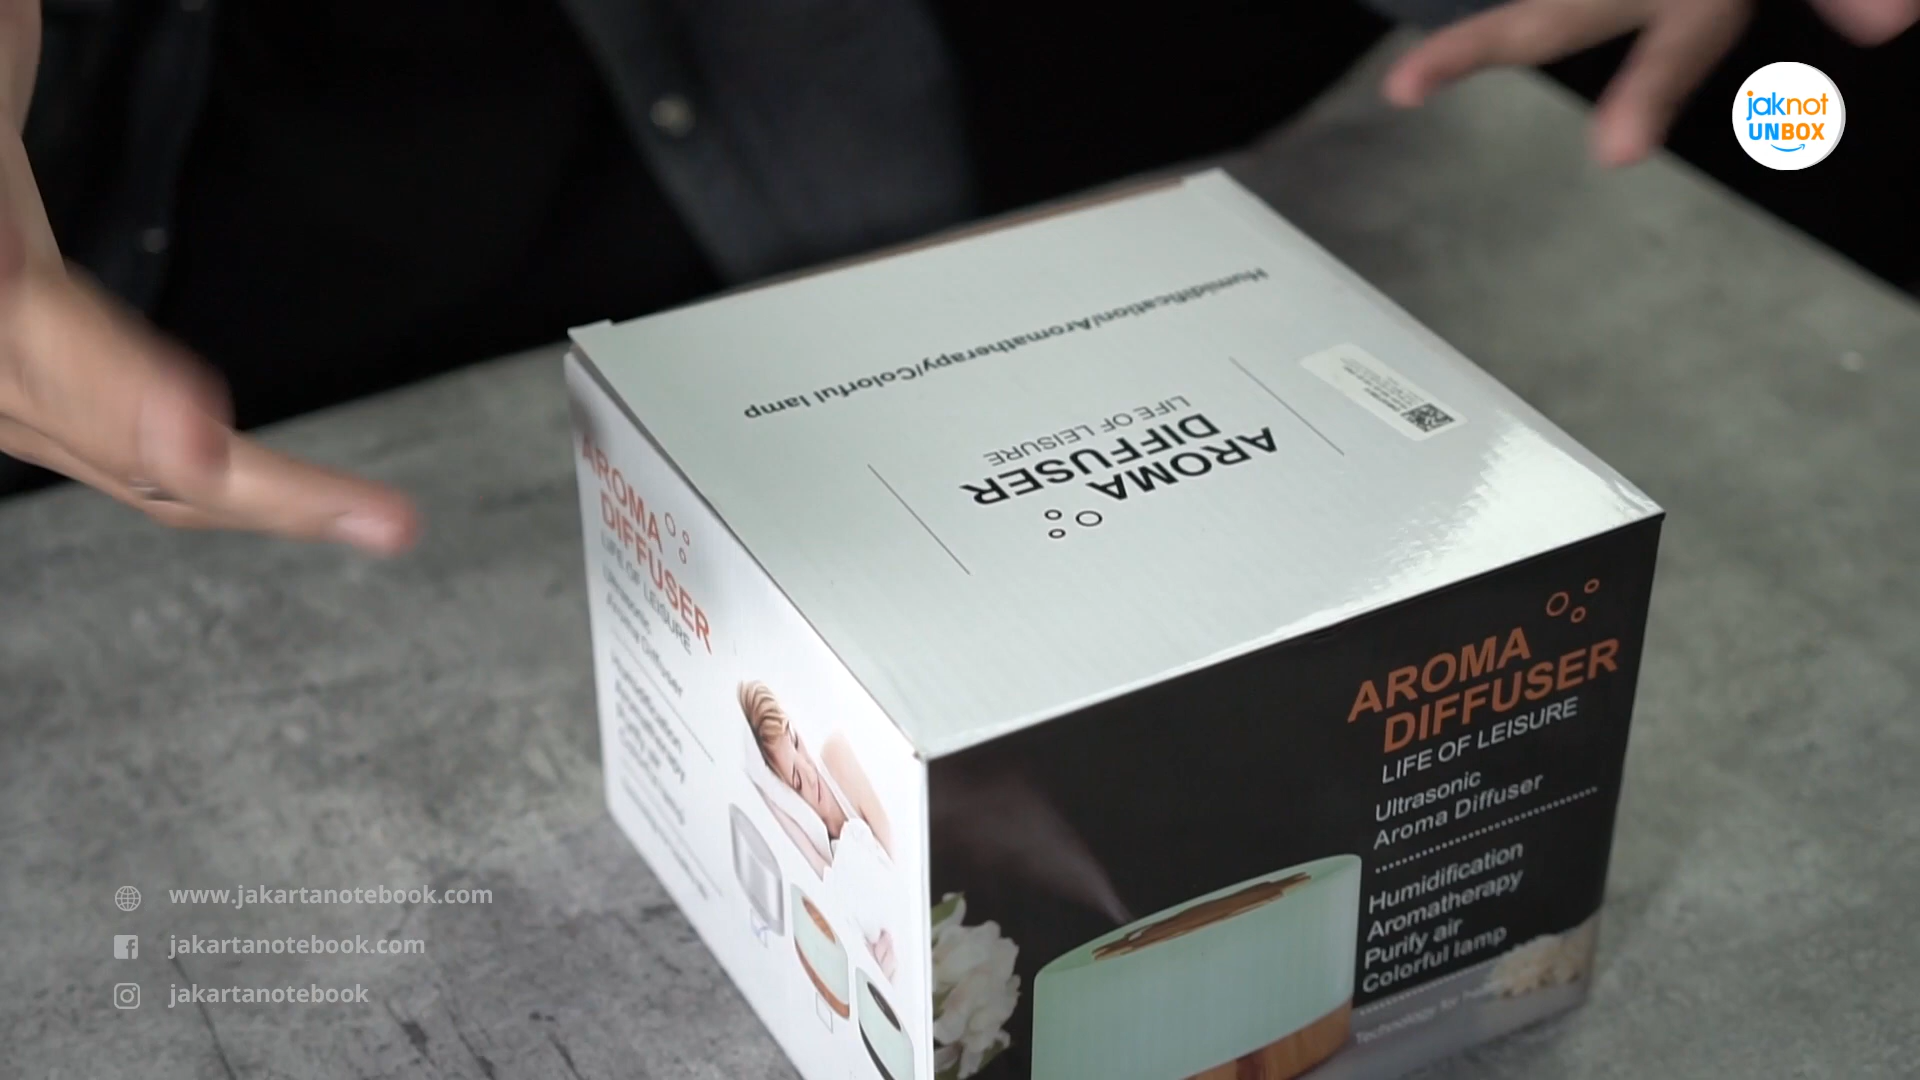 jaknot
UNBOX
Humidification/Aromatherapy/Colorful lamp
AROMA
DIFFUSER
LIFE OF LEISURE
AROMA
DIFFUSER
LIFE OF LEISURE
Ultrasonic
Aroma Diffuser
AROMA
DIFFUSER
LIFE OF LEISURE
Ultrasonic
Aroma Diffuser
Humidification
Aromatherapy
Purify air
Colorful lamp
Technology for
www.jakartanotebook.com
jakartanotebook.com
jakartanotebook